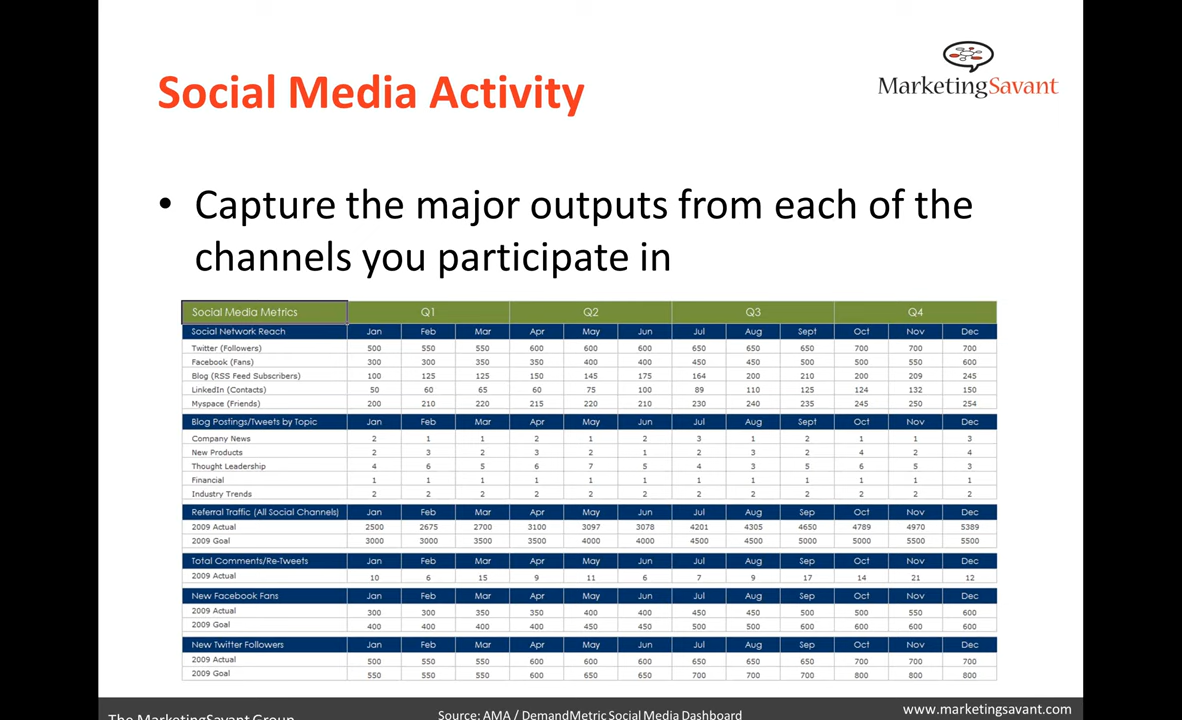 MarketingSavant
Social Media Activity
• Capture the major outputs from each of the
channels you participate in
Social Media Metrics Q1 Q2 Q3 Q4
Social Network Reach Jan Feb Mar Apr May Jun Jul Aug Sept Oct Nov Dec
Twitter (Followers) 500 550 550 600 600 600 650 650 650 700 700 700
Facebook (Fans) 300 300 350 350 400 400 450 450 500 500 550 600
Blog (RSS Feed Subscribers) 100 125 125 150 145 175 164 200 210 200 209 245
LinkedIn (Contacts) 50 60 65 60 75 100 89 110 125 124 132 150
Myspace (Friends) 200 210 220 215 220 210 230 240 235 245 250 254
Blog Postings/Tweets by Topic Jan Feb Mar Apr May Jun Jul Aug Sept Oct Nov Dec
Company News 2 1 1 2 1 2 3 1 2 1 1 3
New Products 2 3 2 3 2 1 2 3 2 4 2 4
Thought Leadership 4 6 5 6 7 5 4 3 5 6 5 3
Financial 1 1 1 1 1 1 1 1 1 1 1 1
Industry Trends 2 2 2 2 2 2 2 2 2 2 2 2
Referral Traffic (All Social Channels) Jan Feb Mar Apr May Jun Jul Aug Sep Oct Nov Dec
2009 Actual 2500 2675 2700 3100 3097 3078 4201 4305 4650 4789 4970 5389
2009 Goal 3000 3000 3500 3500 4000 4000 4500 4500 5000 5000 5500 5500
Total Comments/Re-Tweets Jan Feb Mar Apr May Jun Jul Aug Sep Oct Nov Dec
2009 Actual 10 6 15 9 11 6 7 9 17 14 21 12
New Facebook Fans Jan Feb Mar Apr May Jun Jul Aug Sep Oct Nov Dec
2009 Actual 300 300 350 350 400 400 450 450 500 500 550 600
2009 Goal 400 400 400 400 450 450 500 500 600 600 600 600
New Twitter Followers Jan Feb Mar Apr May Jun Jul Aug Sep Oct Nov Dec
2009 Actual 500 550 550 600 600 600 650 650 650 700 700 700
2009 Goal 550 550 550 600 650 650 700 700 700 800 800 800
The MarketingSavant Group
Source: AMA / DemandMetric Social Media Dashboard
www.marketingsavant.com